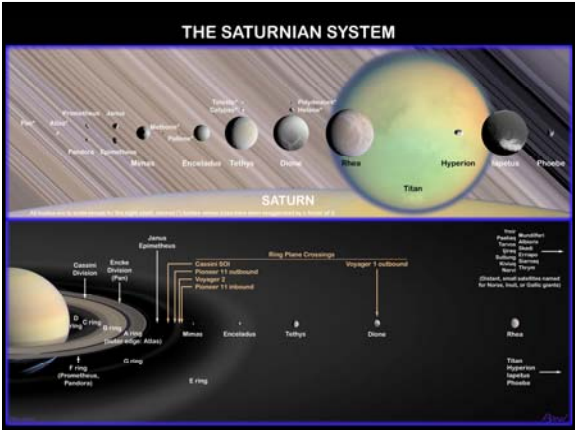 THE SATURNIAN SYSTEM
Telesto*
Calypso*
Polydeuces*
Helene*
Pan*
Atlas*
Prometheus
Janus
Methone*
Pallene*
Pandora
Epimetheus
Mimas
Enceladus
Tethys
Dione
Rhea
Hyperion
Iapetus
Phoebe
Titan
SATURN
Janus
Epimetheus
Ring Plane Crossings
Cassini SOI
Pioneer 11 outbound
Voyager 2
Pioneer 11 inbound
Voyager 1 outbound
Cassini
Division
Encke
Division
(Pan)
Ymir
Paaliaq
Tarvos
Ijiraq
Suttung
Kiviuq
Narvi
Mundilfari
Albiorix
Skadi
Erriapo
Siarnaq
Thrym
(Distant, small satellites named
for Norse, Inuit, or Gallic giants)
D
ring
C ring
B ring
A ring
(outer edge: Atlas)
F ring
(Prometheus,
Pandora)
G ring
E ring
Mimas
Enceladus
Tethys
Dione
Rhea
Titan
Hyperion
Iapetus
Phoebe